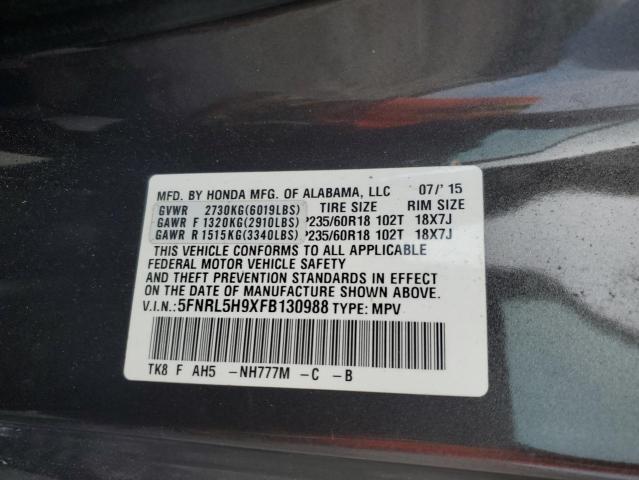 MFD. BY HONDA MFG. OF ALABAMA, LLC 07/'15
TIRE SIZE RIM SIZE
GVWR 2730KG(6019LBS)
GAWR F 1320KG(2910LBS) P235/60R18 102T 18X7J
GAWR R 1515KG(3340LBS) P235/60R18 102T 18X7J
THIS VEHICLE CONFORMS TO ALL APPLICABLE
FEDERAL MOTOR VEHICLE SAFETY
AND THEFT PREVENTION STANDARDS IN EFFECT
ON THE DATE OF MANUFACTURE SHOWN ABOVE.
V.I.N.:5FNRL5H9XFB130988 TYPE: MPV
TK8 F AH5 -NH777M -C -B